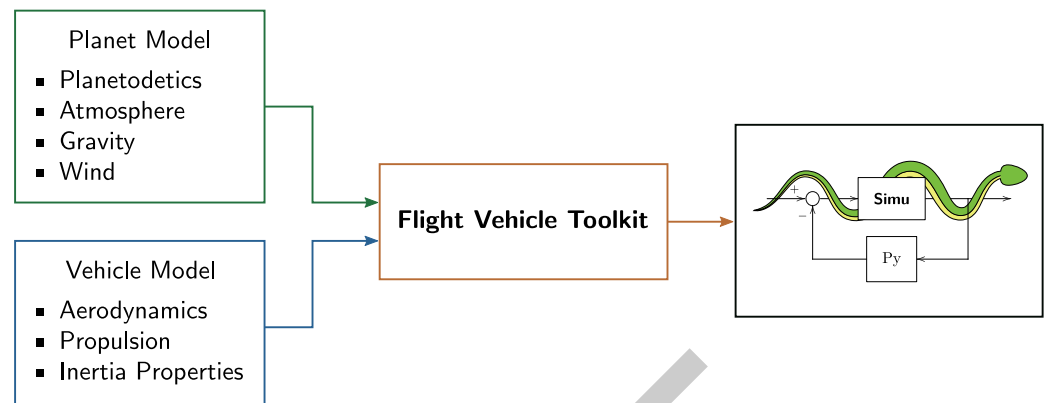 Planet Model
▪ Planetodetics
▪ Atmosphere
▪ Gravity
▪ Wind
Vehicle Model
▪ Aerodynamics
▪ Propulsion
▪ Inertia Properties
Flight Vehicle Toolkit
+
−
Simu
Py